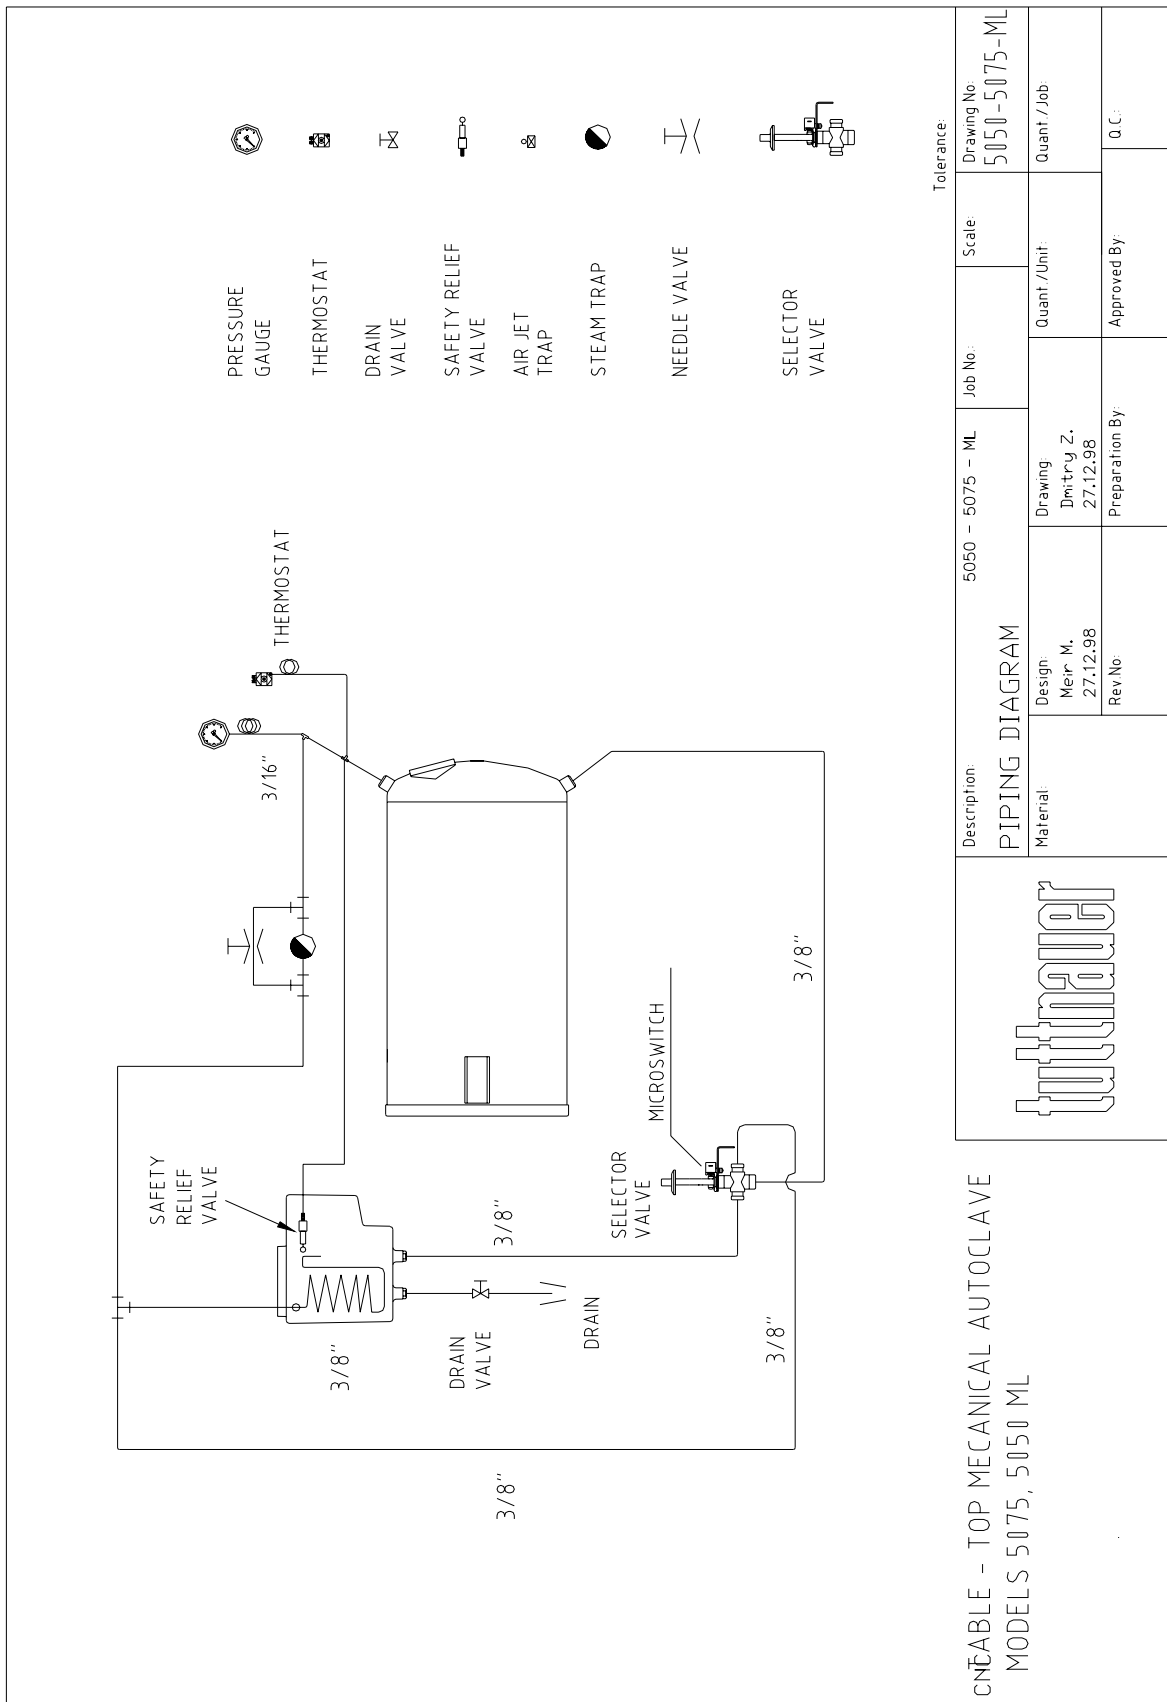 PRESSURE
GAUGE
THERMOSTAT
DRAIN
VALVE
SAFETY RELIEF
VALVE
AIR JET
TRAP
STEAM TRAP
NEEDLE VALVE
SELECTOR
VALVE
THERMOSTAT
3/16"
SAFETY
RELIEF
VALVE
3/8"
3/8"
DRAIN
VALVE
DRAIN
SELECTOR
VALVE
MICROSWITCH
3/8"
3/8"
3/8"
TABLE - TOP MECANICAL AUTOCLAVE
MODELS 5075, 5050 ML
tuttnauer
Tolerance:
Description:
5050 - 5075 - ML
PIPING DIAGRAM
Job No.:
Scale:
Drawing No:
5050-5075-ML
Material:
Design:
Meir M.
27.12.98
Drawing:
Dmitry Z.
27.12.98
Quant./Unit:
Quant./Job:
Rev.No:
Preparation By:
Approved By:
Q.C.: